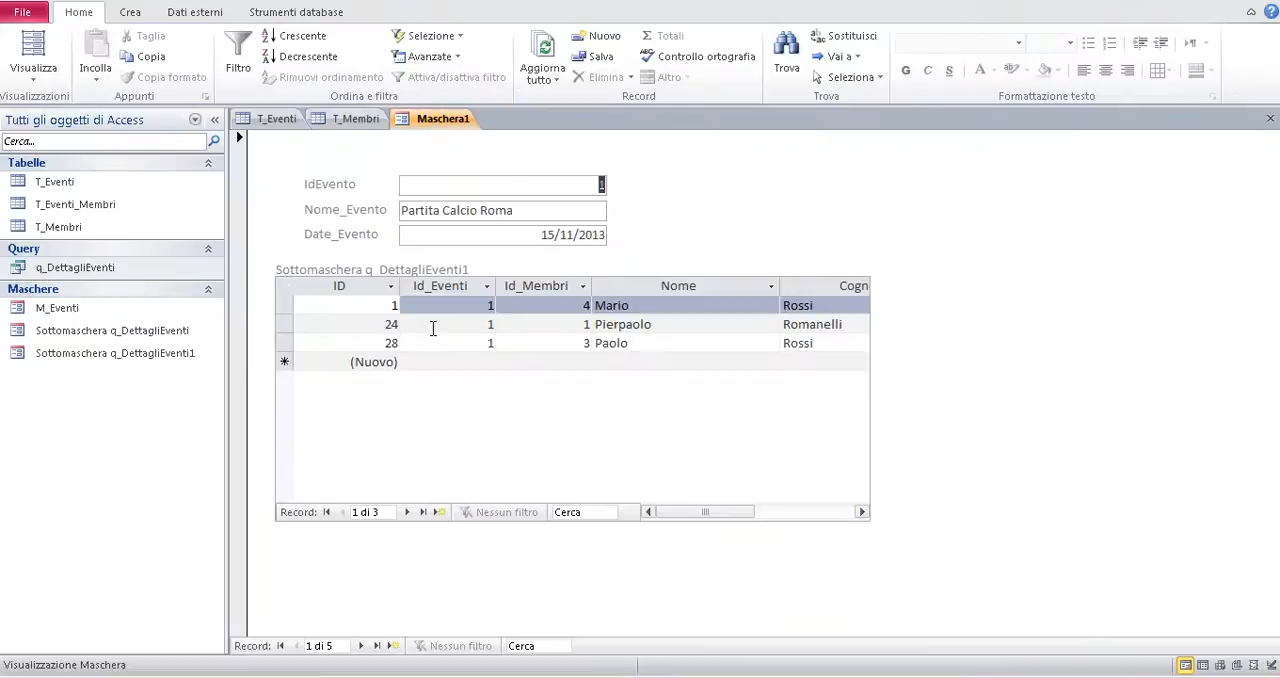 File Home Crea Dati esterni Strumenti database
Visualizza
Visualizzazioni
Incolla
Taglia
Copia
Copia formato
Appunti
Filtro
Crescente
Decrescente
Rimuovi ordinamento
Selezione
Avanzate
Attiva/disattiva filtro
Ordina e filtra
Aggiorna
tutto
Nuovo
Salva
Elimina
Totali
Controllo ortografia
Altro
Record
Trova
Sostituisci
Vai a
Seleziona
Trova
G C S A
Formattazione testo
Tutti gli oggetti di Access
Cerca...
Tabelle
T_Eventi
T_Eventi_Membri
T_Membri
Query
q_DettagliEventi
Maschere
M_Eventi
Sottomaschera q_DettagliEventi
Sottomaschera q_DettagliEventi1
T_Eventi T_Membri Maschera1
IdEvento 1
Nome_Evento Partita Calcio Roma
Date_Evento 15/11/2013
Sottomaschera q_DettagliEventi1
ID Id_Eventi Id_Membri Nome Cogn
1 1 4 Mario Rossi
24 1 1 Pierpaolo Romanelli
28 1 3 Paolo Rossi
(Nuovo)
Record: 1 di 3 Nessun filtro Cerca
Record: 1 di 5 Nessun filtro Cerca
Visualizzazione Maschera